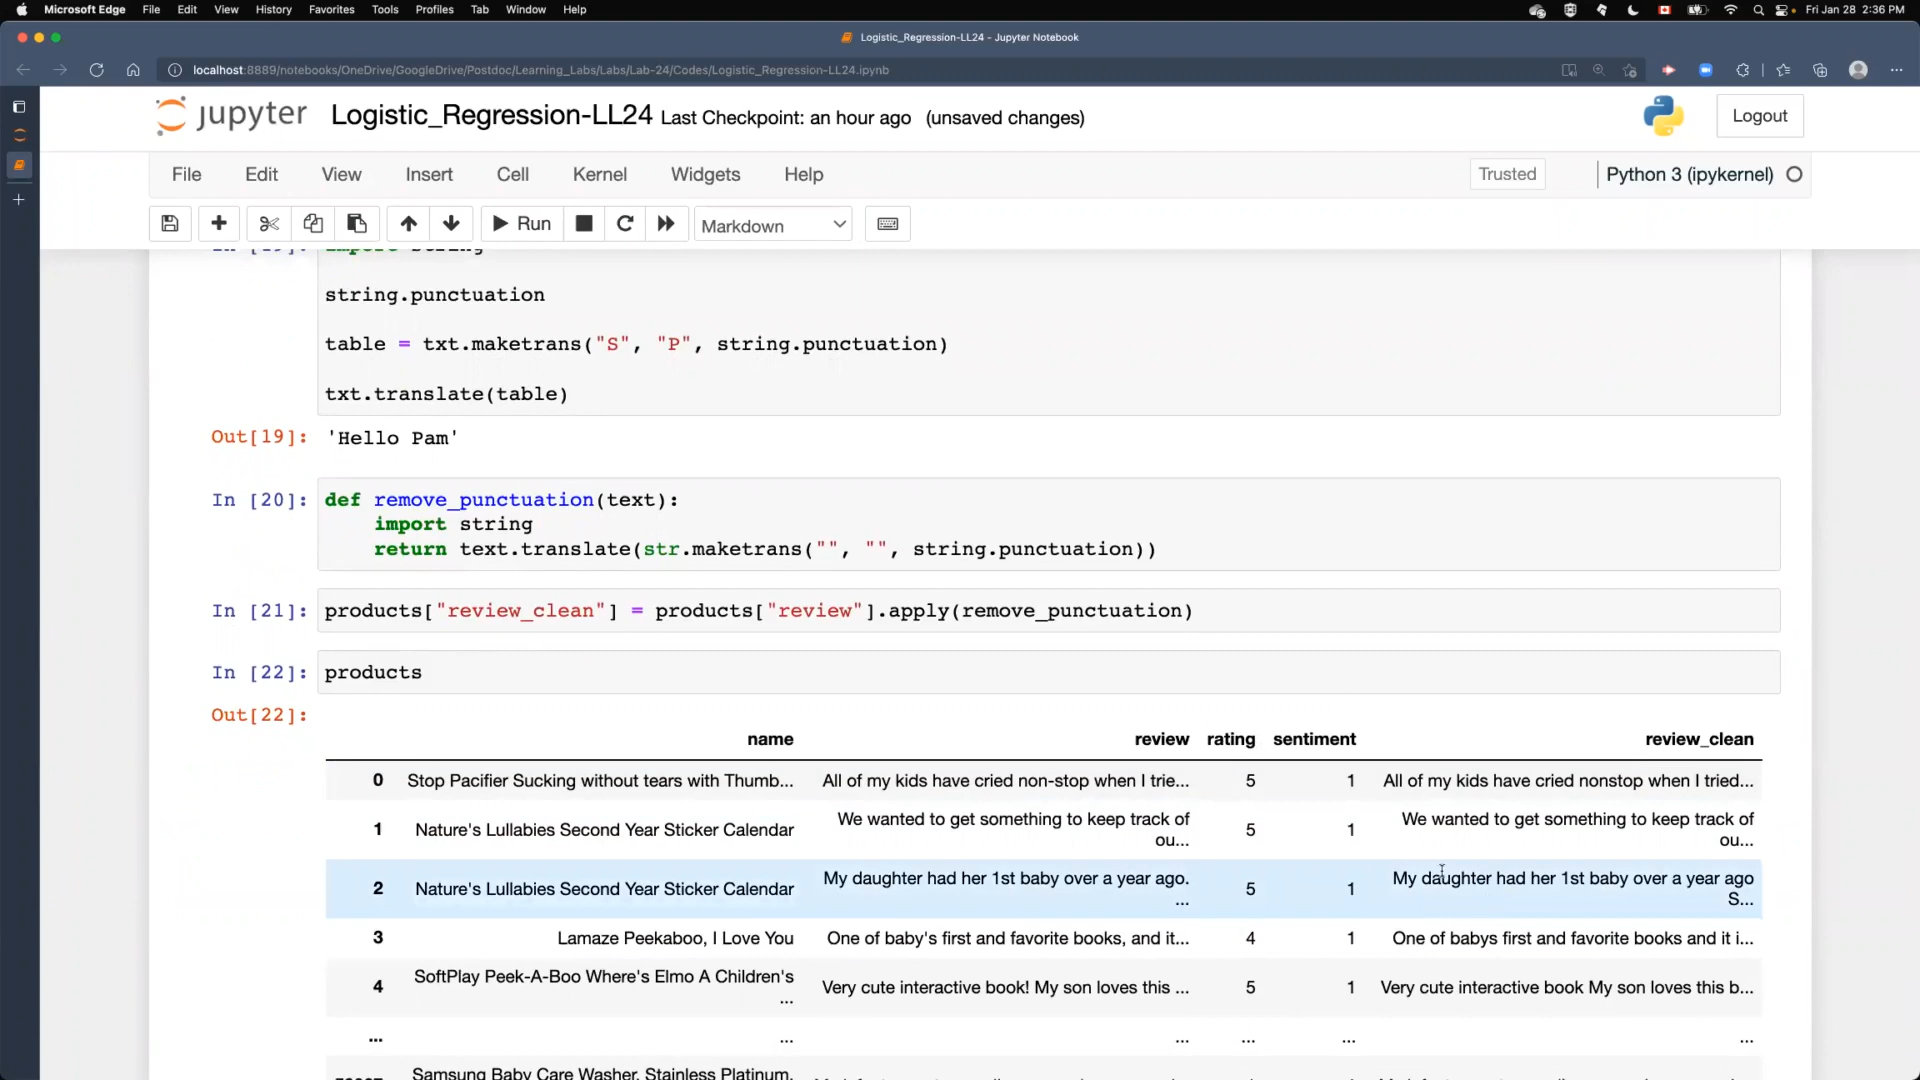 Microsoft Edge File Edit View History Favorites Tools Profiles Tab Window Help Fri Jan 28 2:36 PM
Logistic_Regression-LL24 - Jupyter Notebook
localhost:8889/notebooks/OneDrive/GoogleDrive/Postdoc/Learning_Labs/Labs/Lab-24/Codes/Logistic_Regression-LL24.ipynb
jupyter Logistic_Regression-LL24 Last Checkpoint: an hour ago (unsaved changes) Logout
File Edit View Insert Cell Kernel Widgets Help Trusted Python 3 (ipykernel)
Run Markdown
In [19]: import string
string.punctuation
table = txt.maketrans("S", "P", string.punctuation)
txt.translate(table)
Out[19]: 'Hello Pam'
In [20]: def remove_punctuation(text):
import string
return text.translate(str.maketrans("", "", string.punctuation))
In [21]: products["review_clean"] = products["review"].apply(remove_punctuation)
In [22]: products
Out[22]:
name review rating sentiment review_clean
0 Stop Pacifier Sucking without tears with Thumb... All of my kids have cried non-stop when I trie... 5 1 All of my kids have cried nonstop when I tried...
1 Nature's Lullabies Second Year Sticker Calendar We wanted to get something to keep track of ou... 5 1 We wanted to get something to keep track of ou...
2 Nature's Lullabies Second Year Sticker Calendar My daughter had her 1st baby over a year ago. ... 5 1 My daughter had her 1st baby over a year ago S...
3 Lamaze Peekaboo, I Love You One of baby's first and favorite books, and it... 4 1 One of babys first and favorite books and it i...
4 SoftPlay Peek-A-Boo Where's Elmo A Children's ... Very cute interactive book! My son loves this ... 5 1 Very cute interactive book My son loves this b...
... ... ... ... ... ...
Samsung Baby Care Washer, Stainless Platinum,